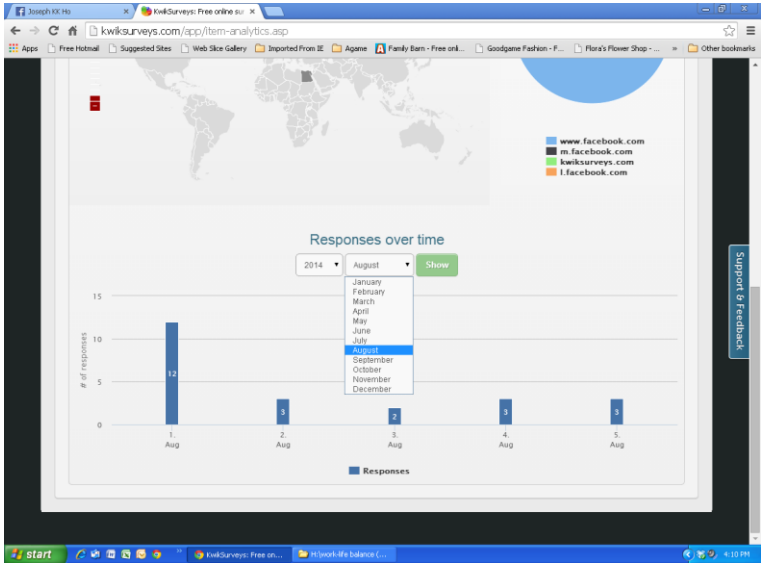 Joseph KK Ho
KwikSurveys: Free online sur
kwiksurveys.com/app/item-analytics.asp
Apps Free Hotmail Suggested Sites Web Slice Gallery Imported From IE Agame Family Barn - Free onli... Goodgame Fashion - F... Flora's Flower Shop - ... » Other bookmarks
www.facebook.com
m.facebook.com
kwiksurveys.com
l.facebook.com
Responses over time
2014 August Show
January
February
March
April
May
June
July
August
September
October
November
December
# of responses
15
10
5
0
12
3
2
3
3
1. Aug
2. Aug
3. Aug
4. Aug
5. Aug
Responses
Support & Feedback
start
KwikSurveys: Free on...
H:\work-life balance (...
4:10 PM